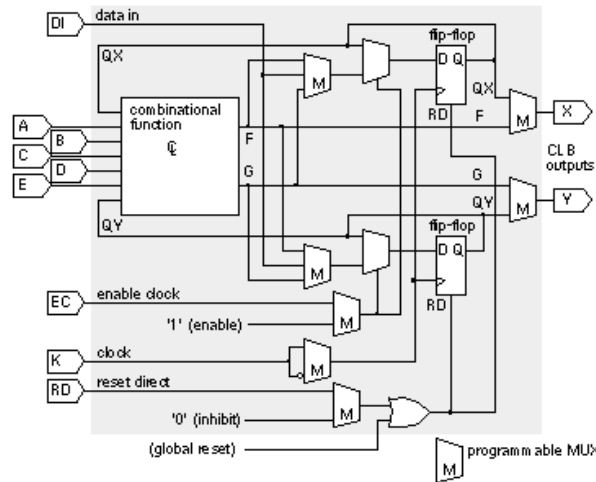 DI
data in
flip-flop
QX
D Q
M
M
QX
combinational
function
RD
M
X
A
F
F
B
C
CLB
outputs
D
G
G
E
M
Y
QY
QY
flip-flop
D Q
M
EC
enable clock
RD
'1' (enable)
M
K
clock
M
RD
reset direct
'0' (inhibit)
M
(global reset)
programmable MUX
M